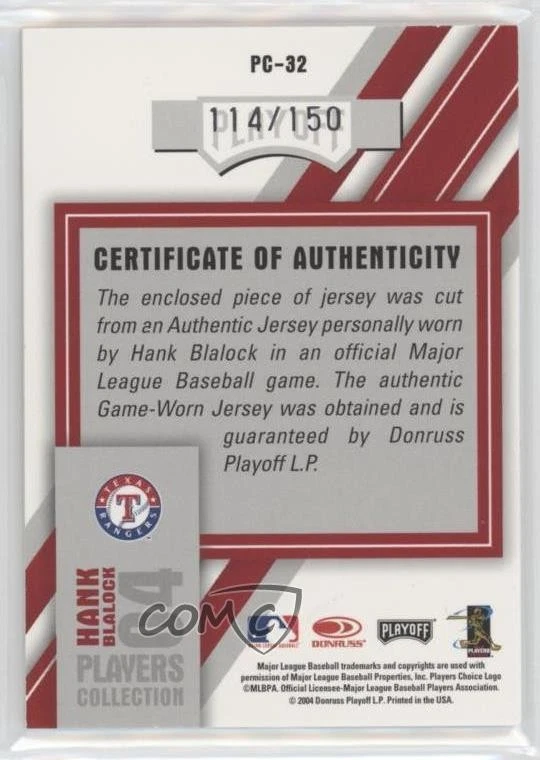 PC-32
PLAYOFF
114/150
CERTIFICATE OF AUTHENTICITY
The enclosed piece of jersey was cut
from an Authentic Jersey personally worn
by Hank Blalock in an official Major
League Baseball game. The authentic
Game-Worn Jersey was obtained and is
guaranteed by Donruss
Playoff L.P.
TEXAS
T
RANGERS
HANK
BLALOCK
04
PLAYERS
COLLECTION
COMC
MAJOR LEAGUE BASEBALL
DONRUSS
PLAYOFF
PLAYERS
Major League Baseball trademarks and copyrights are used with
permission of Major League Baseball Properties, Inc. Players Choice Logo
©MLBPA. Official Licensee-Major League Baseball Players Association.
© 2004 Donruss Playoff L.P. Printed in the USA.